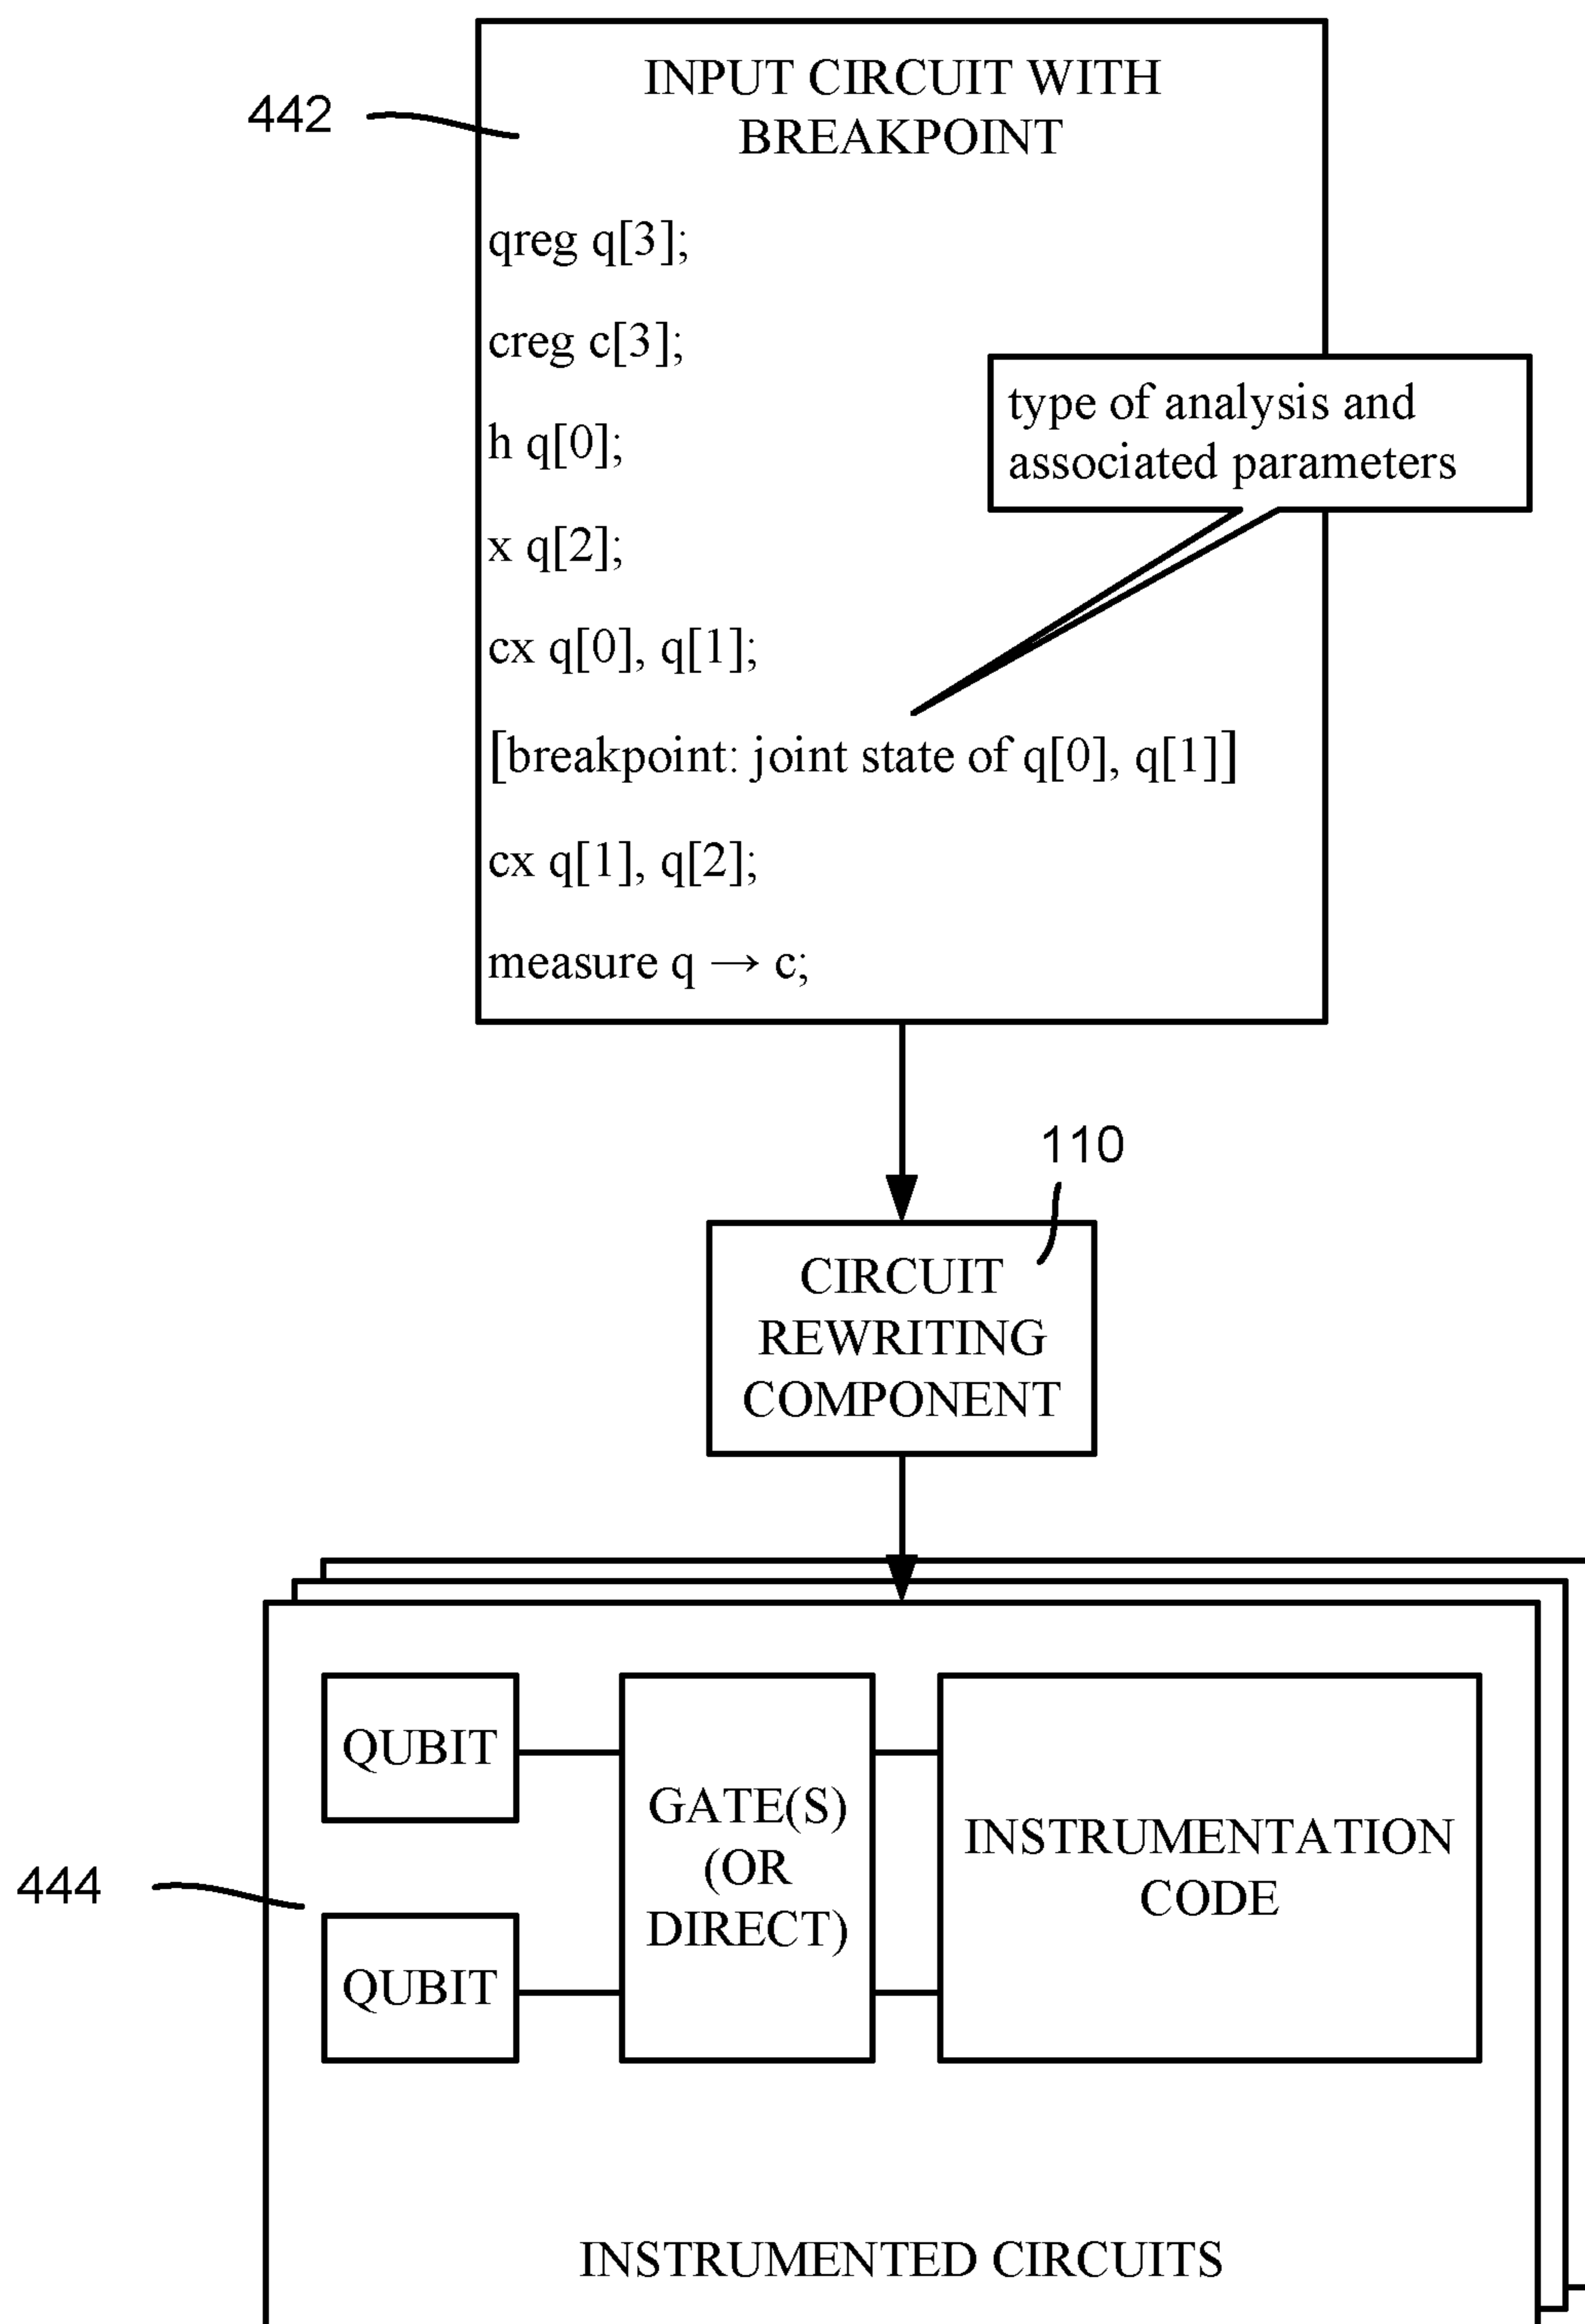 INPUT CIRCUIT WITH
BREAKPOINT
442
qreg q[3];
creg c[3];
type of analysis and
associated parameters
h q[0];
x q[2];
cx q[0], q[1];
[breakpoint: joint state of q[0], q[1]]
cx q[1], q[2];
measure q → c;
110
CIRCUIT
REWRITING
COMPONENT
QUBIT
GATE(S)
(OR
DIRECT)
INSTRUMENTATION
CODE
444
QUBIT
INSTRUMENTED CIRCUITS